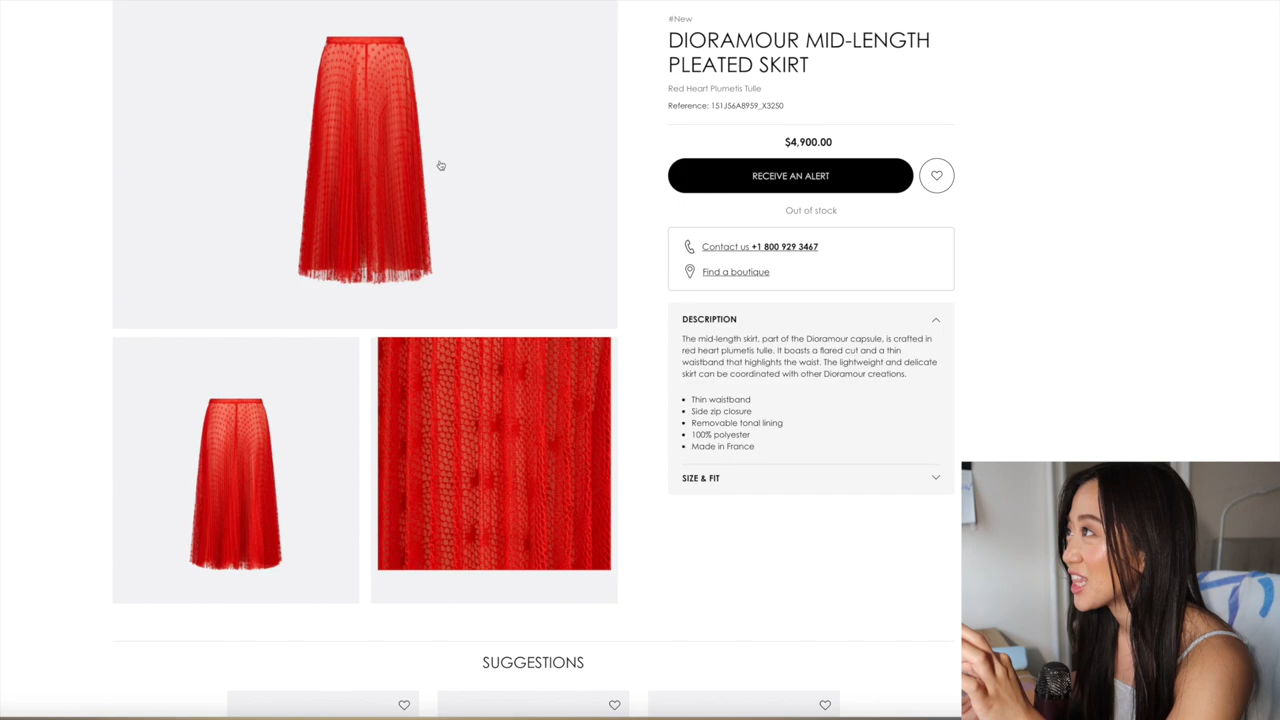 #New
DIORAMOUR MID-LENGTH
PLEATED SKIRT
Red Heart Plumetis Tulle
Reference: 151J56A8959_X3250
$4,900.00
RECEIVE AN ALERT
Out of stock
Contact us +1 800 929 3467
Find a boutique
DESCRIPTION
The mid-length skirt, part of the Dioramour capsule, is crafted in
red heart plumetis tulle. It boasts a flared cut and a thin
waistband that highlights the waist. The lightweight and delicate
skirt can be coordinated with other Dioramour creations.
• Thin waistband
• Side zip closure
• Removable tonal lining
• 100% polyester
• Made in France
SIZE & FIT
SUGGESTIONS